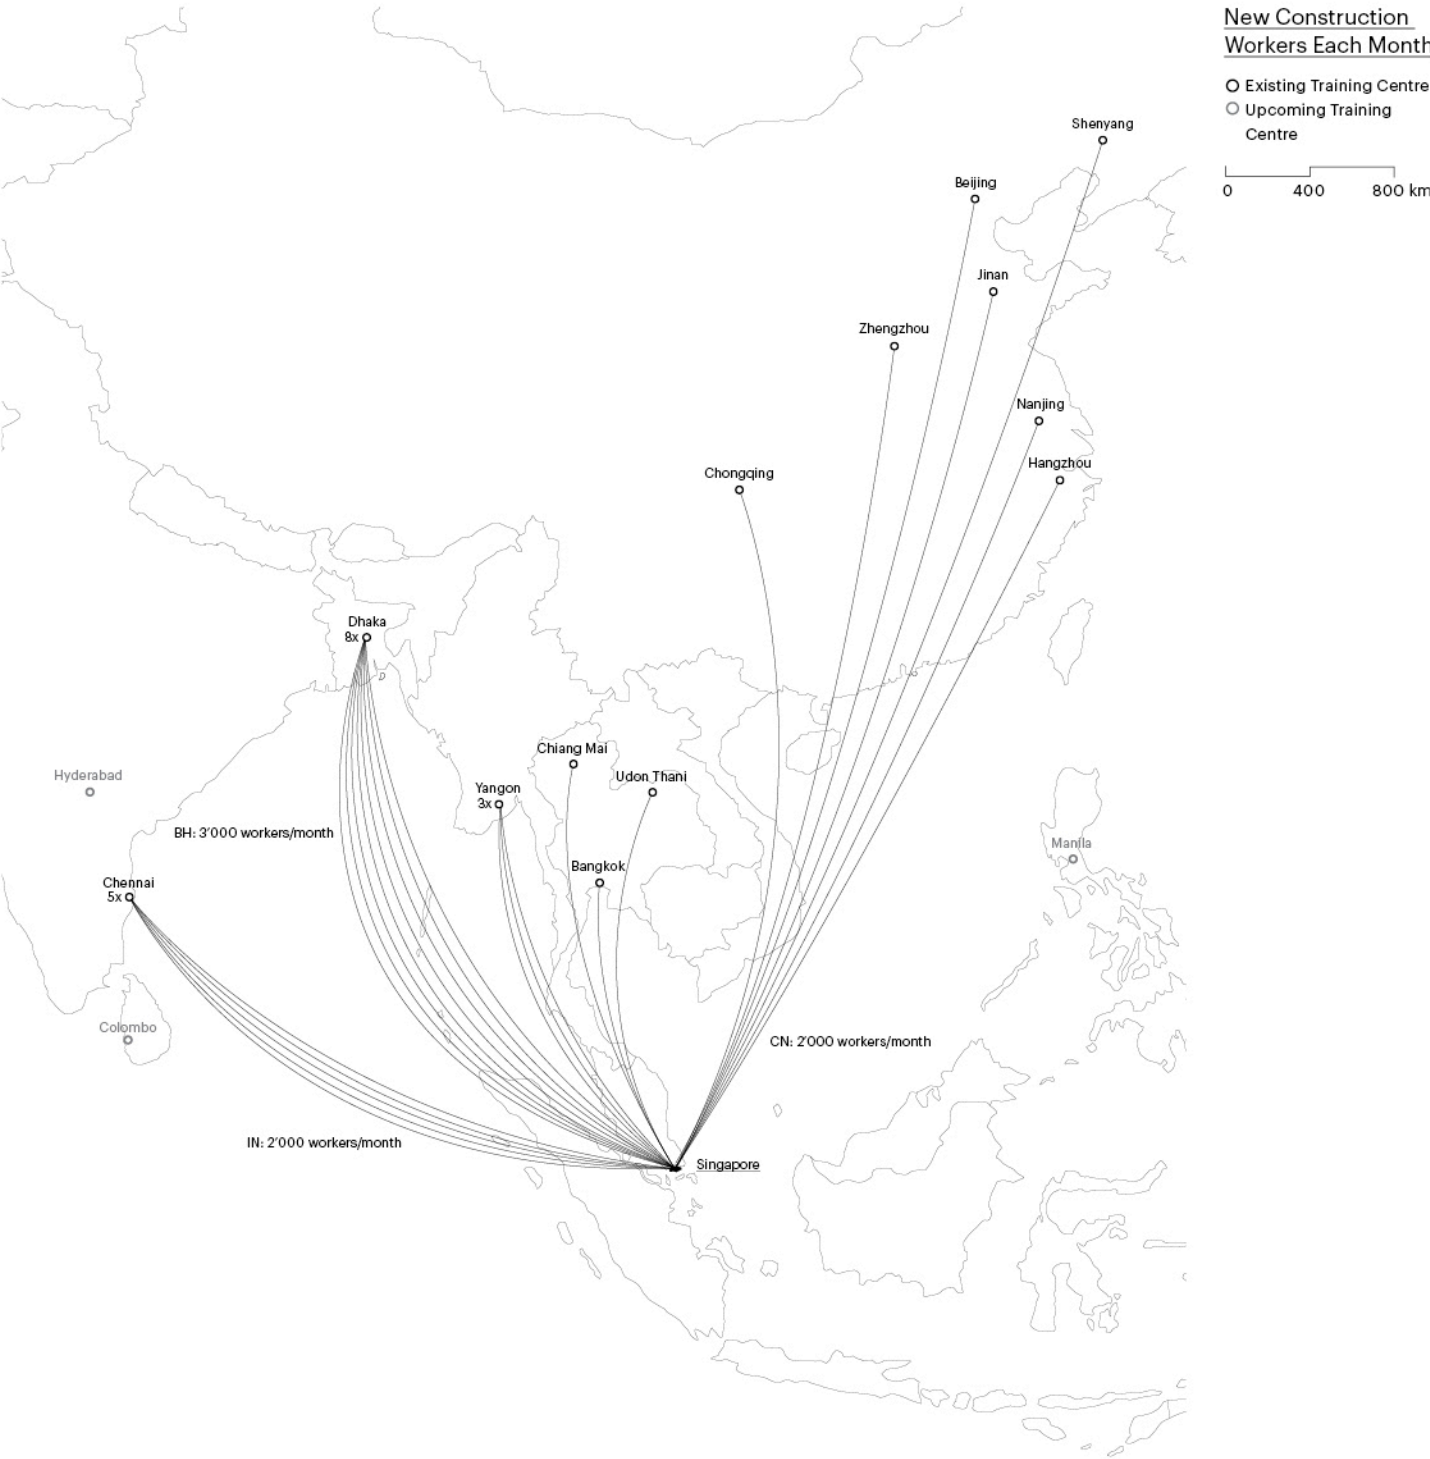 New Construction
Workers Each Month
Existing Training Centre
Upcoming Training
Centre
0 400 800 km
Shenyang
Beijing
Jinan
Zhengzhou
Nanjing
Hangzhou
Chongqing
Dhaka
8x
Chiang Mai
Hyderabad
Udon Thani
Yangon
3x
BH: 3'000 workers/month
Manila
Bangkok
Chennai
5x
Colombo
CN: 2'000 workers/month
IN: 2'000 workers/month
Singapore